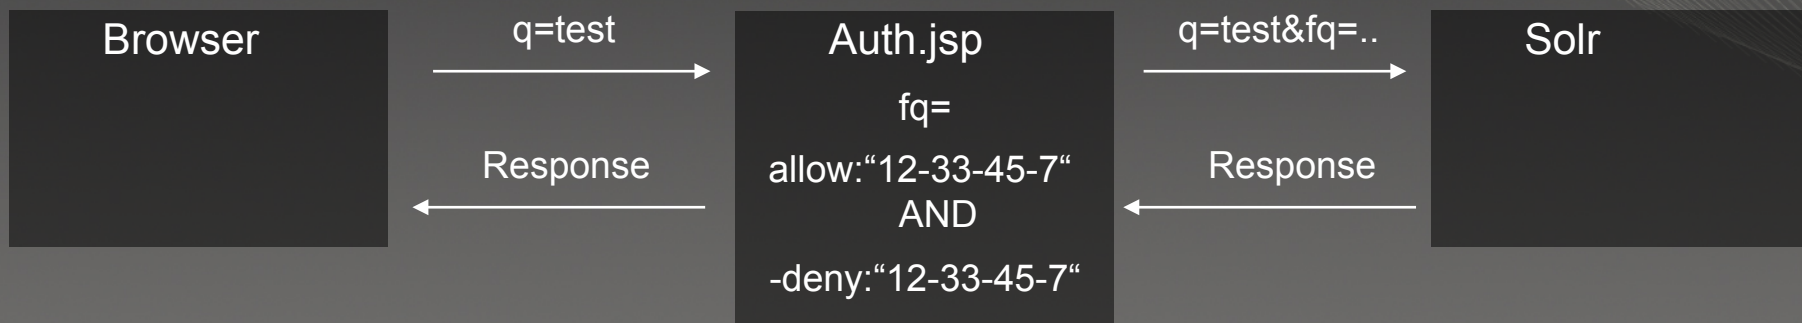 Browser
q=test
Response
Auth.jsp
fq=
allow:“12-33-45-7“
AND
-deny:“12-33-45-7“
q=test&fq=..
Response
Solr